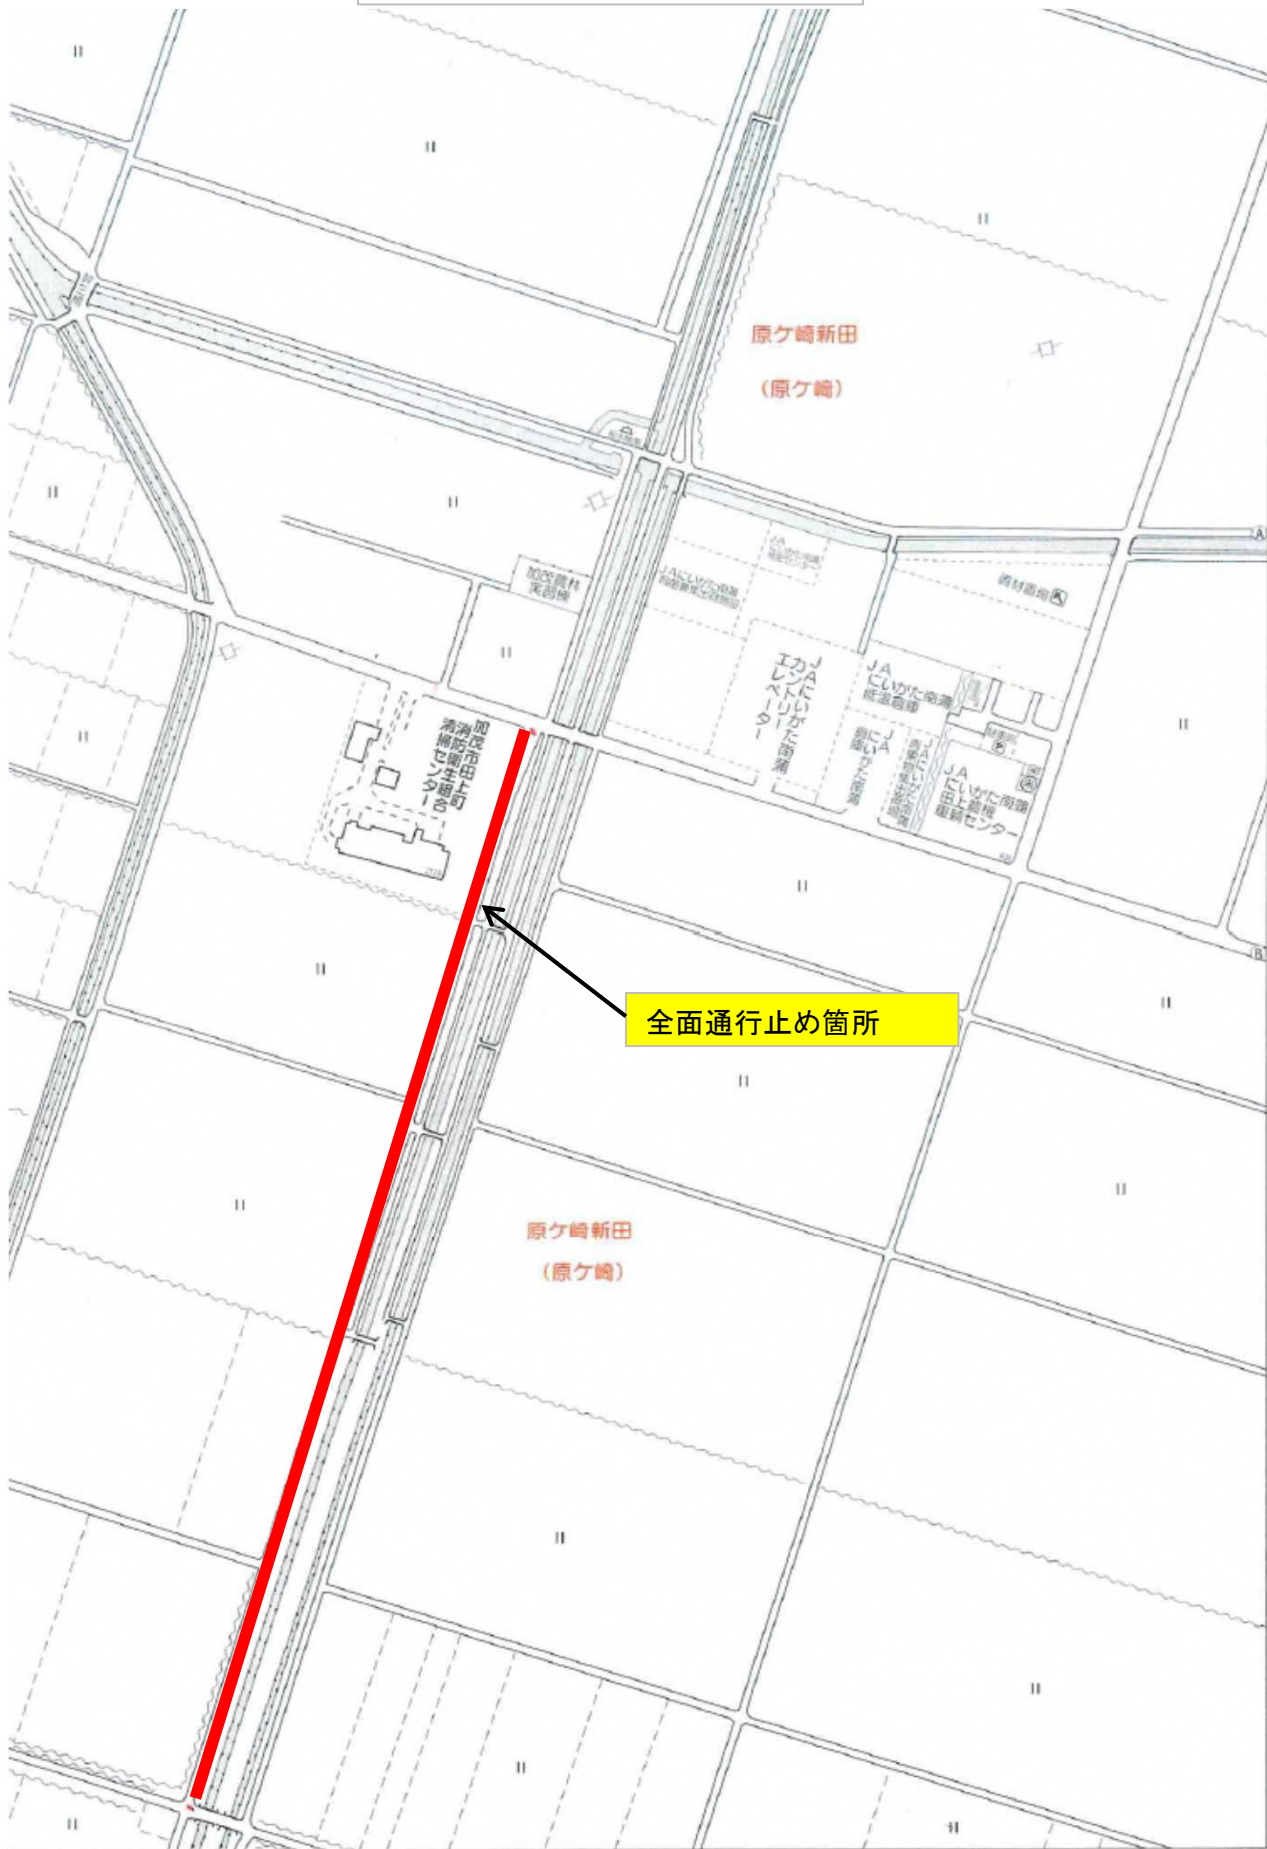 原ケ崎新田
（原ケ崎）
加茂農林
実習棟
資材置場
JAにいがた南蒲
カントリー
エレベーター
JA
にいがた南蒲
低温倉庫
加茂市田上町
消防衛生組合
清掃センター
JA
にいがた南蒲
JA
にいがた南蒲
田上農機センター
全面通行止め箇所
原ケ崎新田
（原ケ崎）